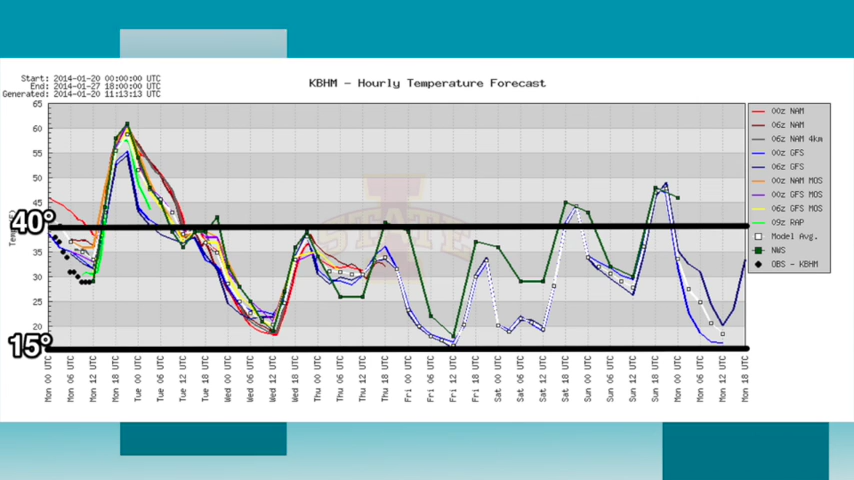 Start: 2014-01-20 00:00:00 UTC
End: 2014-01-27 18:00:00 UTC
Generated: 2014-01-20 11:13:13 UTC
KBHM - Hourly Temperature Forecast
65
60
55
50
45
40°
35
30
25
20
15°
Mon 00 UTC
Mon 06 UTC
Mon 12 UTC
Mon 18 UTC
Tue 00 UTC
Tue 06 UTC
Tue 12 UTC
Tue 18 UTC
Wed 00 UTC
Wed 06 UTC
Wed 12 UTC
Wed 18 UTC
Thu 00 UTC
Thu 06 UTC
Thu 12 UTC
Thu 18 UTC
Fri 00 UTC
Fri 06 UTC
Fri 12 UTC
Fri 18 UTC
Sat 00 UTC
Sat 06 UTC
Sat 12 UTC
Sat 18 UTC
Sun 00 UTC
Sun 06 UTC
Sun 12 UTC
Sun 18 UTC
Mon 00 UTC
Mon 06 UTC
Mon 12 UTC
Mon 18 UTC
00z NAM
06z NAM
06z NAM 4km
00z GFS
06z GFS
00z NAM MOS
00z GFS MOS
06z GFS MOS
09z RAP
Model Avg.
NWS
OBS - KBHM
STATE